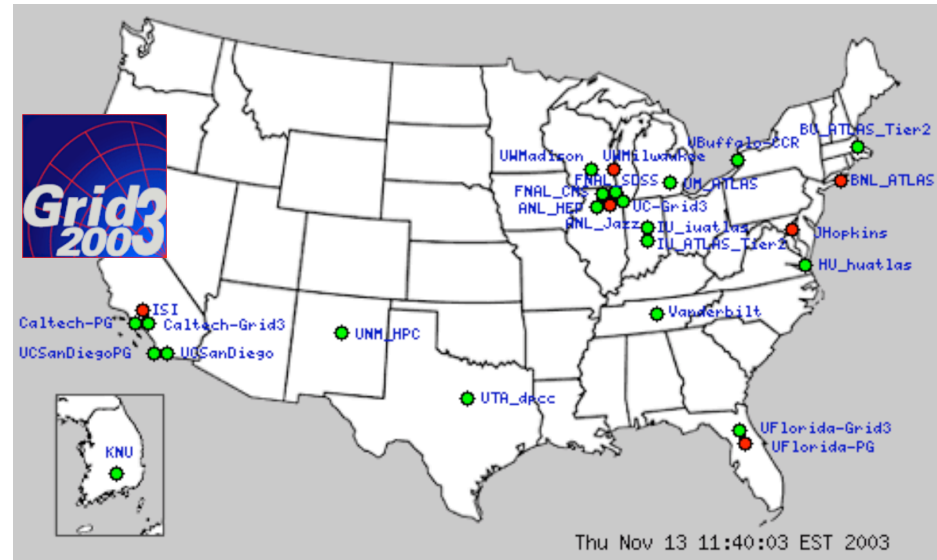 BU_ATLAS_Tier2
UBuffalo-CCR
UWMadison
UWMilwaukee
FNAL_SDSS
UM_ATLAS
BNL_ATLAS
FNAL_CMS
UC-Grid3
ANL_HEP
ANL_Jazz
IU_iuatlas
JHopkins
IU_ATLAS_Tier2
HU_huatlas
Grid3
2003
ISI
Vanderbilt
Caltech-PG
Caltech-Grid3
UNM_HPC
UCSanDiegoPG
UCSanDiego
UTA_dpcc
UFlorida-Grid3
UFlorida-PG
KNU
Thu Nov 13 11:40:03 EST 2003